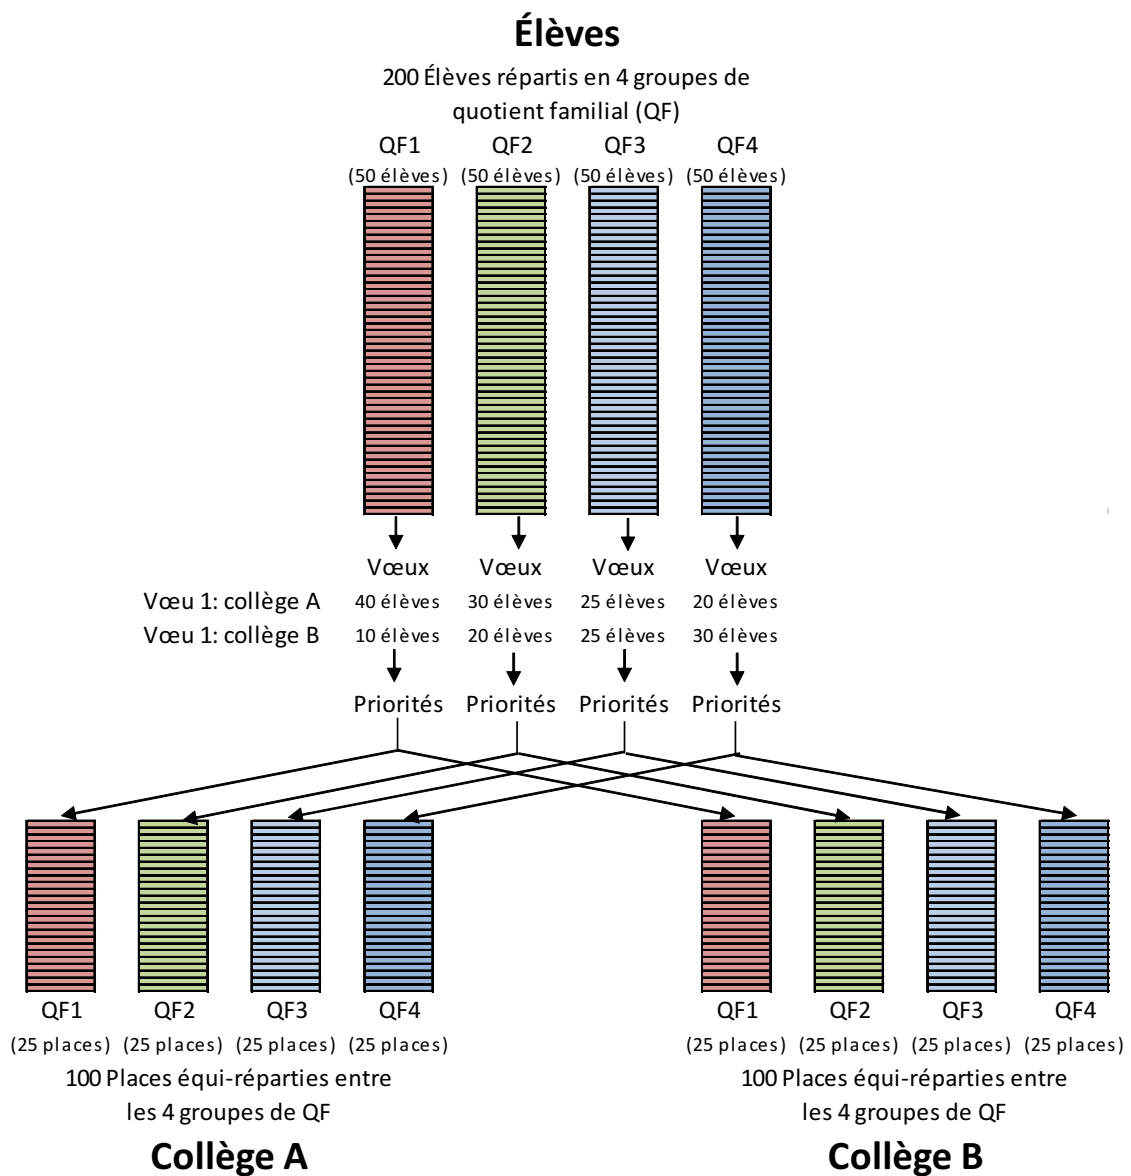 Élèves
200 Élèves répartis en 4 groupes de
quotient familial (QF)
QF1 QF2 QF3 QF4
(50 élèves) (50 élèves) (50 élèves) (50 élèves)
Vœux Vœux Vœux Vœux
Vœu 1: collège A 40 élèves 30 élèves 25 élèves 20 élèves
Vœu 1: collège B 10 élèves 20 élèves 25 élèves 30 élèves
Priorités Priorités Priorités Priorités
QF1 QF2 QF3 QF4 QF1 QF2 QF3 QF4
(25 places) (25 places) (25 places) (25 places) (25 places) (25 places) (25 places) (25 places)
100 Places équi-réparties entre
les 4 groupes de QF
Collège A
100 Places équi-réparties entre
les 4 groupes de QF
Collège B